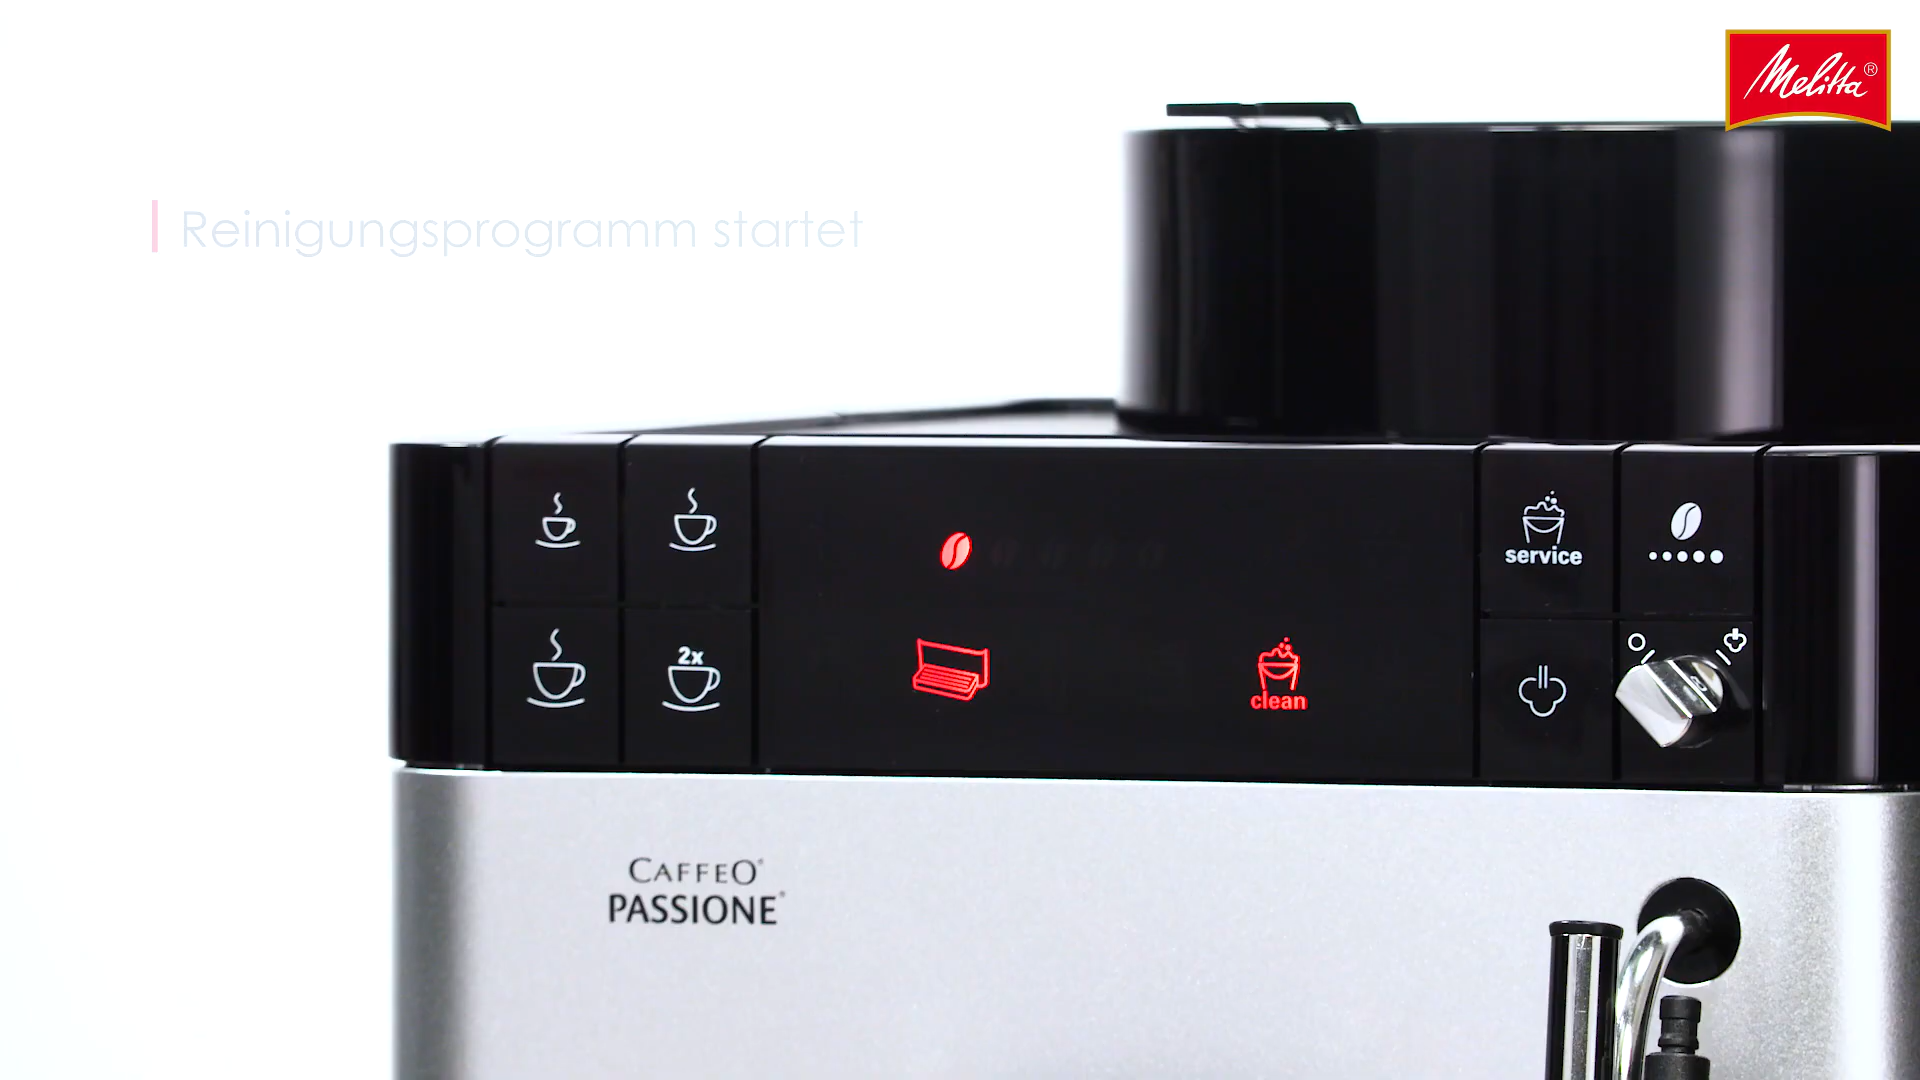 Melitta®
Reinigungsprogramm startet
service
2x
clean
CAFFEO®
PASSIONE®